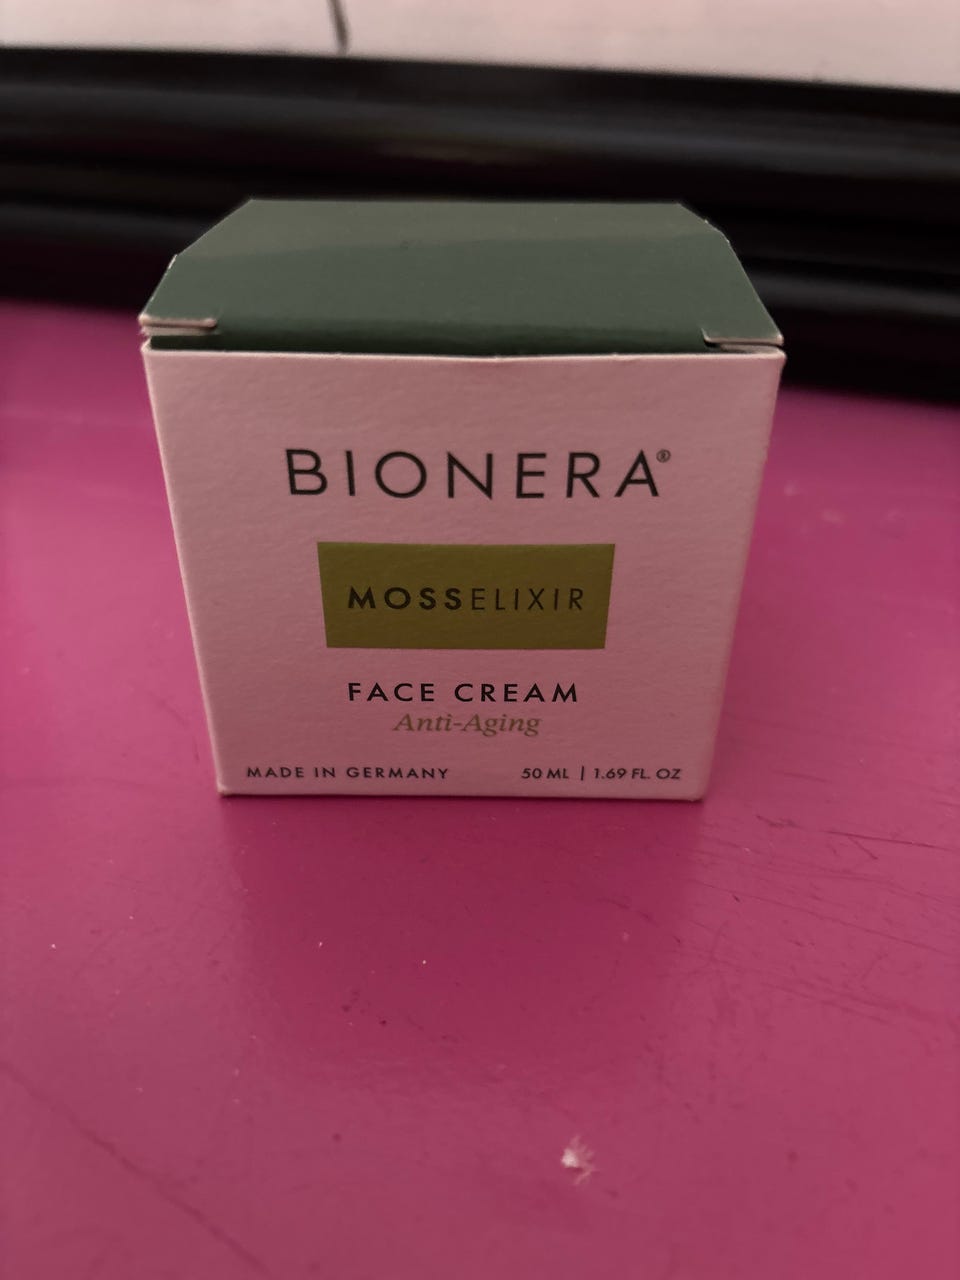 BIONERA®
MOSSELIXIR
FACE CREAM
Anti-Aging
MADE IN GERMANY 50 ML | 1.69 FL. OZ